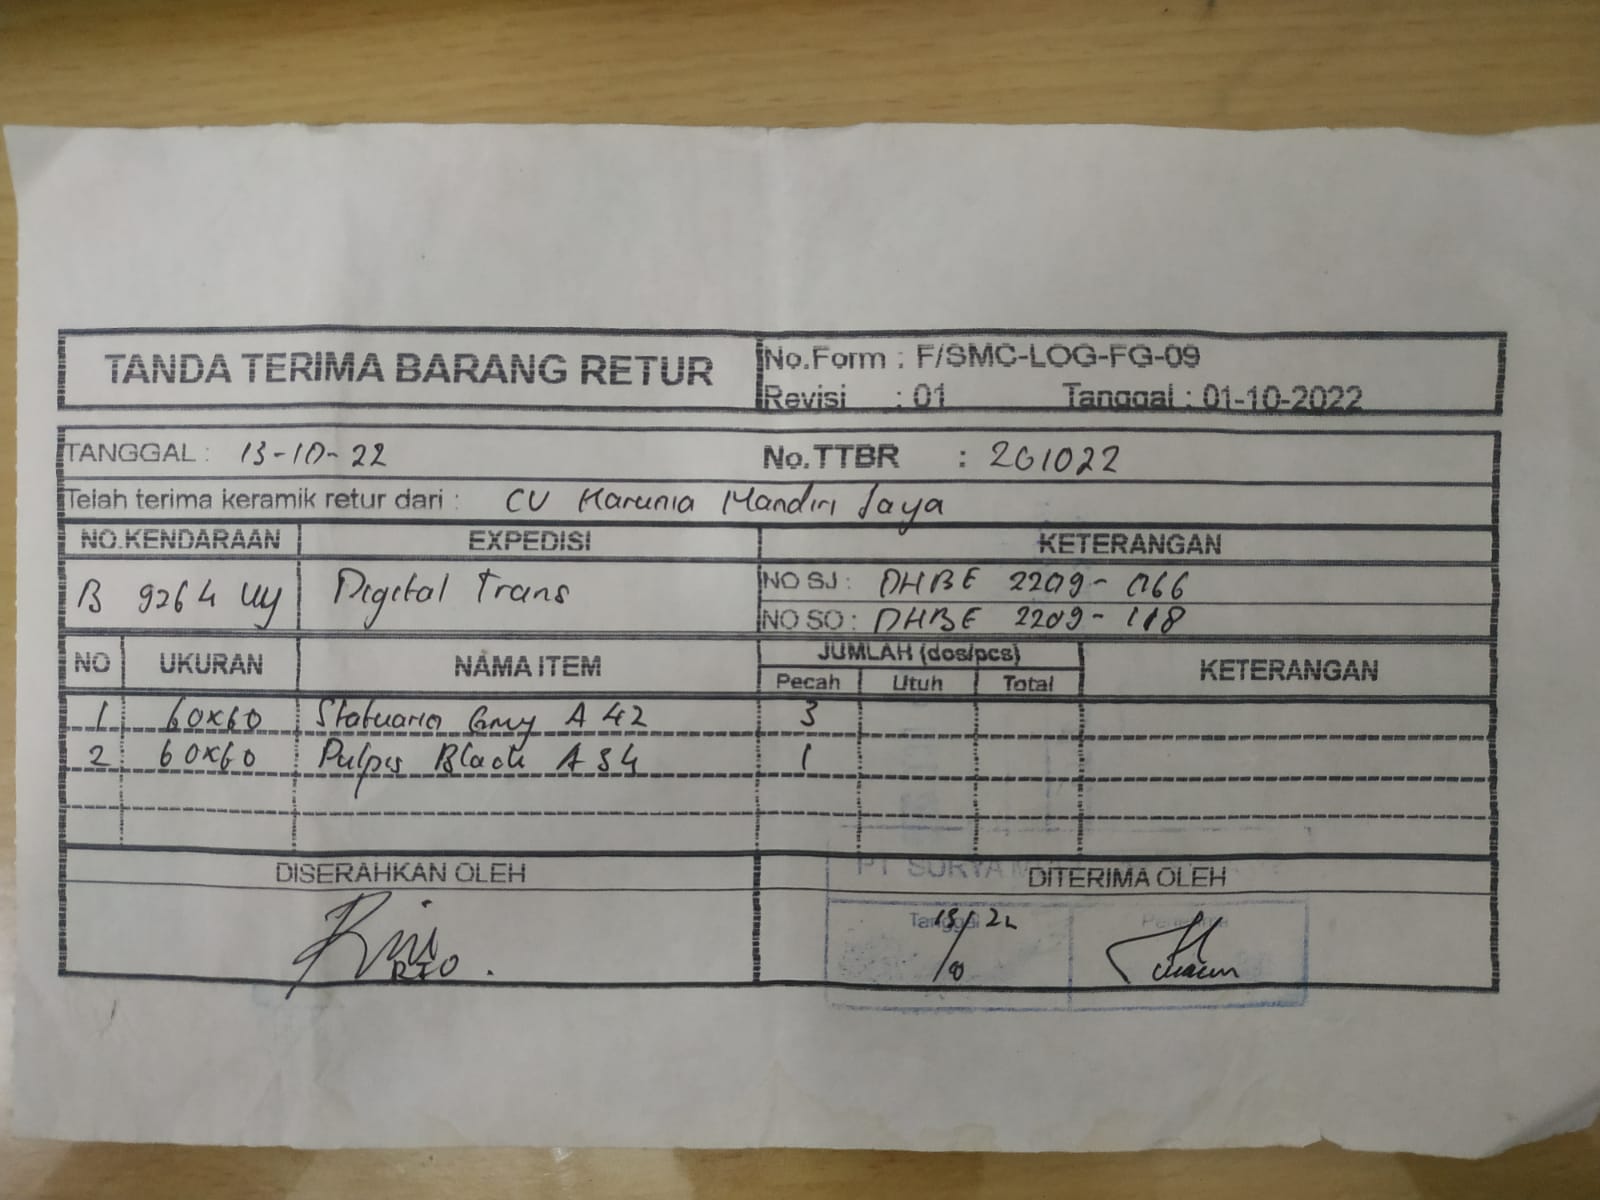 TANDA TERIMA BARANG RETUR
No.Form : F/SMC-LOG-FG-09
Revisi : 01 Tanggal : 01-10-2022
TANGGAL : 13-10-22 No.TTBR : 201022
Telah terima keramik retur dari : CV Karunia Mandiri Jaya
NO.KENDARAAN EXPEDISI KETERANGAN
B 9264 UY Digital Trans
NO SJ : DHBE 2209-066
NO SO : DHBE 2209-118
NO UKURAN NAMA ITEM JUMLAH (dos/pcs) KETERANGAN
Pecah Utuh Total
1 60x60 Statuario Grey A 42 3
2 60x60 Pulpis Black A 34 1
DISERAHKAN OLEH DITERIMA OLEH
PT SURYA
Tanggal Penerima
13/10 22
RIO.